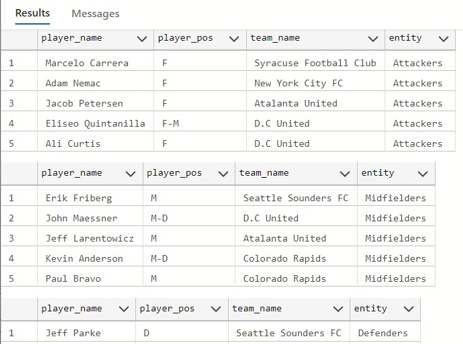 Results Messages
player_name player_pos team_name entity
1 Marcelo Carrera F Syracuse Football Club Attackers
2 Adam Nemac F New York City FC Attackers
3 Jacob Petersen F Atalanta United Attackers
4 Eliseo Quintanilla F-M D.C United Attackers
5 Ali Curtis F D.C United Attackers
player_name player_pos team_name entity
1 Erik Friberg M Seattle Sounders FC Midfielders
2 John Maessner M-D D.C United Midfielders
3 Jeff Larentowicz M Atalanta United Midfielders
4 Kevin Anderson M-D Colorado Rapids Midfielders
5 Paul Bravo M Colorado Rapids Midfielders
player_name player_pos team_name entity
1 Jeff Parke D Seattle Sounders FC Defenders